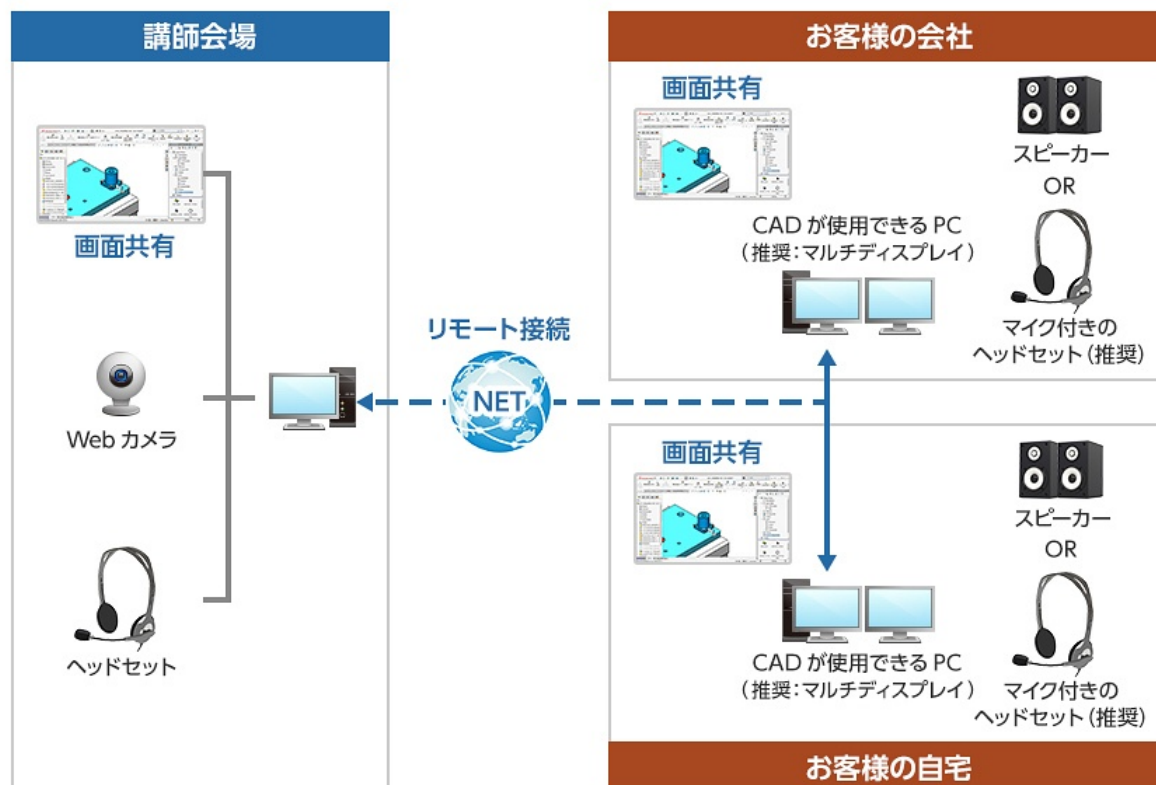 講師会場
画面共有
Web カメラ
ヘッドセット
リモート接続
NET
お客様の会社
画面共有
CAD が使用できる PC
(推奨:マルチディスプレイ)
スピーカー
OR
マイク付きの
ヘッドセット(推奨)
画面共有
CAD が使用できる PC
(推奨:マルチディスプレイ)
スピーカー
OR
マイク付きの
ヘッドセット(推奨)
お客様の自宅